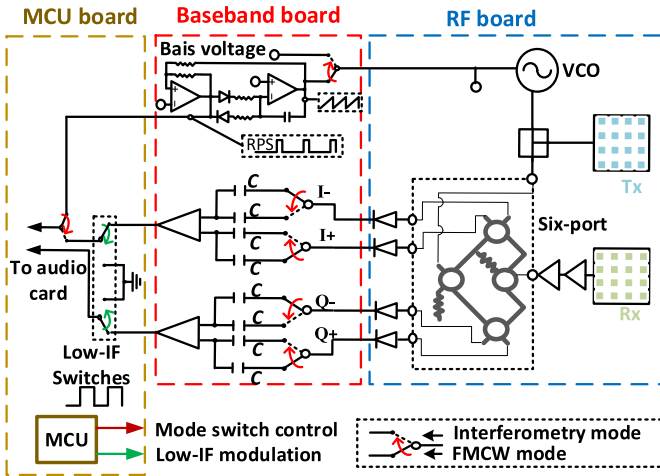 MCU board
Baseband board
RF board
Bais voltage
VCO
RPS
Tx
C
I-
C
I+
Six-port
To audio
card
C
Rx
C
Q-
Low-IF
Switches
C
Q+
C
MCU
Mode switch control
Low-IF modulation
Interferometry mode
FMCW mode